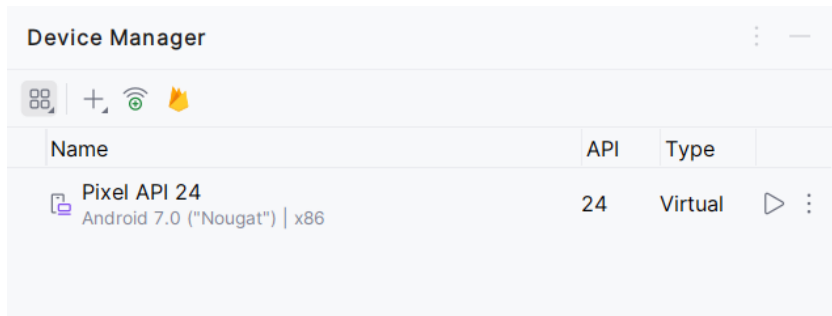 Device Manager
Name API Type
Pixel API 24
Android 7.0 ("Nougat") | x86
24 Virtual